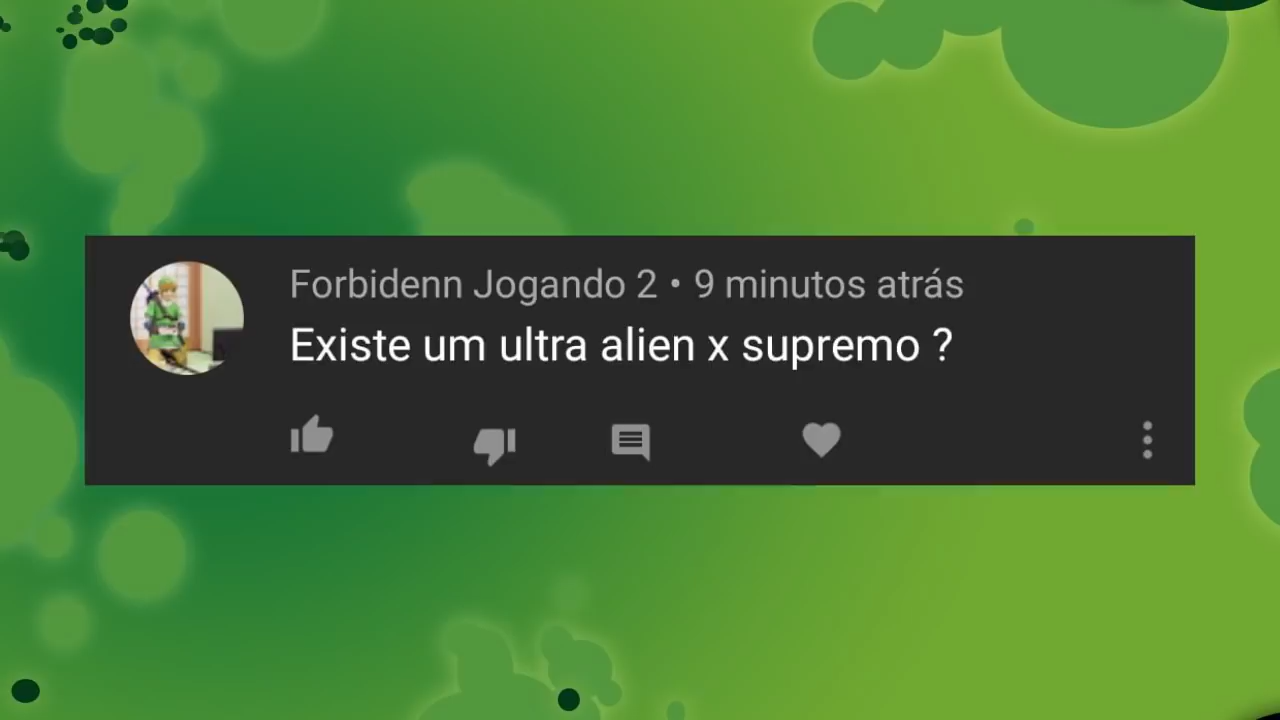 Forbidenn Jogando 2 • 9 minutos atrás
Existe um ultra alien x supremo ?